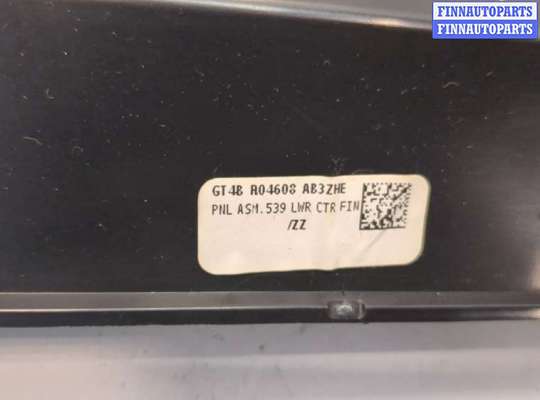 FINNAUTOPARTS
FINNAUTOPARTS
GT4B R04608 AB3ZHE
PNL ASM.539 LWR CTR FIN
/ZZ